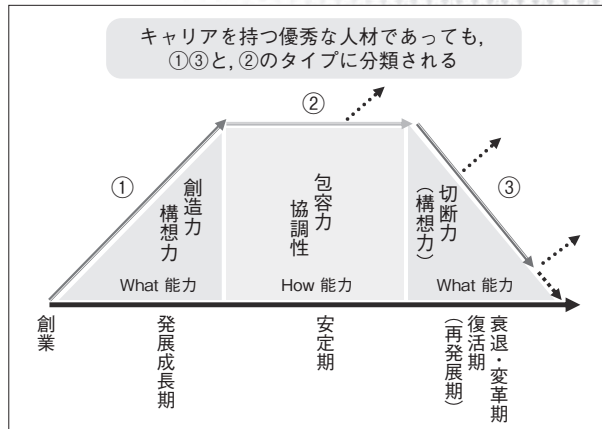 キャリアを持つ優秀な人材であっても,
①③と,②のタイプに分類される
②
①
③
創造力
構想力
包容力
協調性
切断力
(構想力)
What 能力
How 能力
What 能力
創業
発展成長期
安定期
衰退・変革期
復活期
(再発展期)